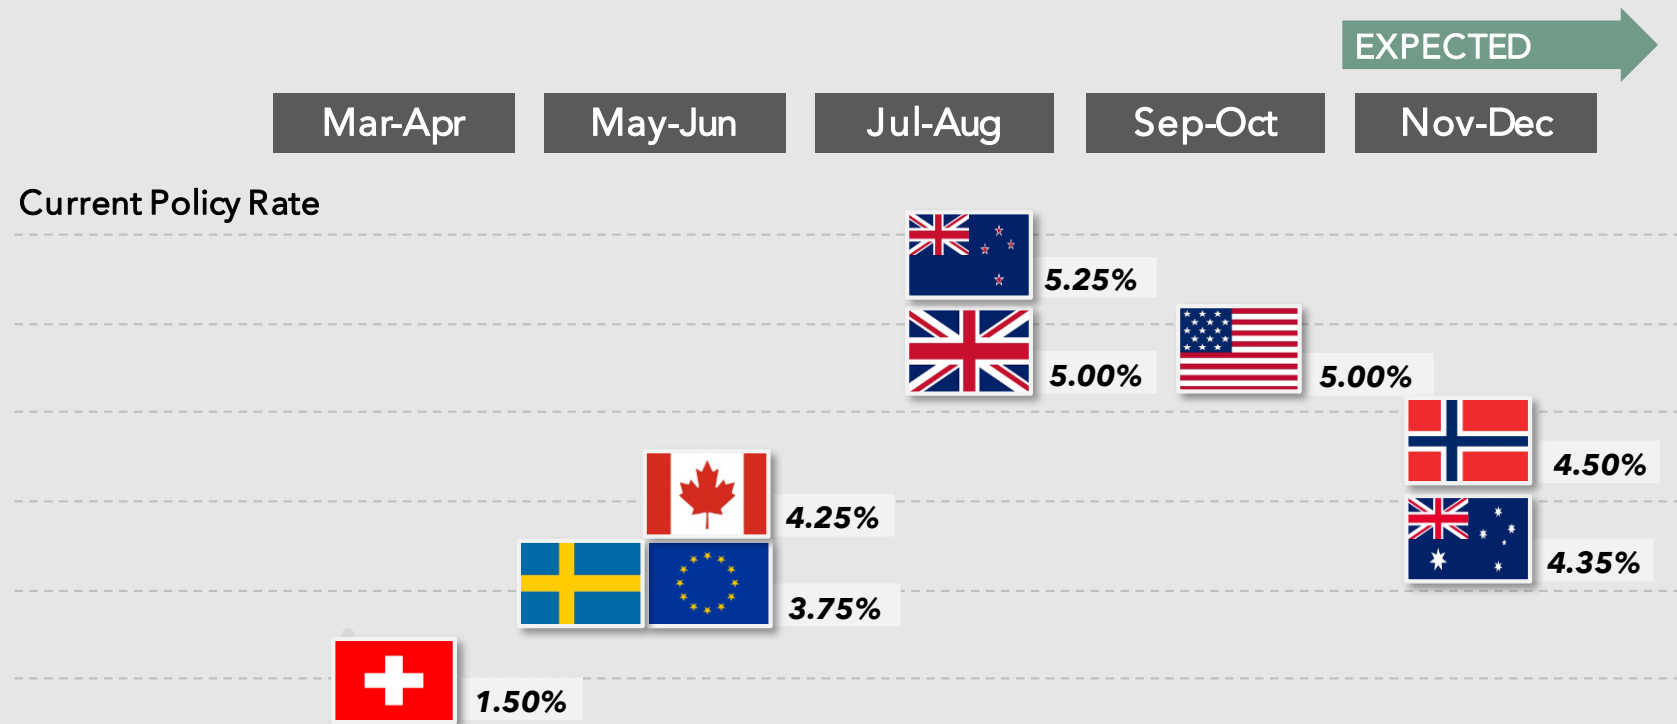 EXPECTED
Mar-Apr May-Jun Jul-Aug Sep-Oct Nov-Dec
Current Policy Rate
5.25%
5.00% 5.00%
4.50%
4.25%
4.35%
3.75%
1.50%